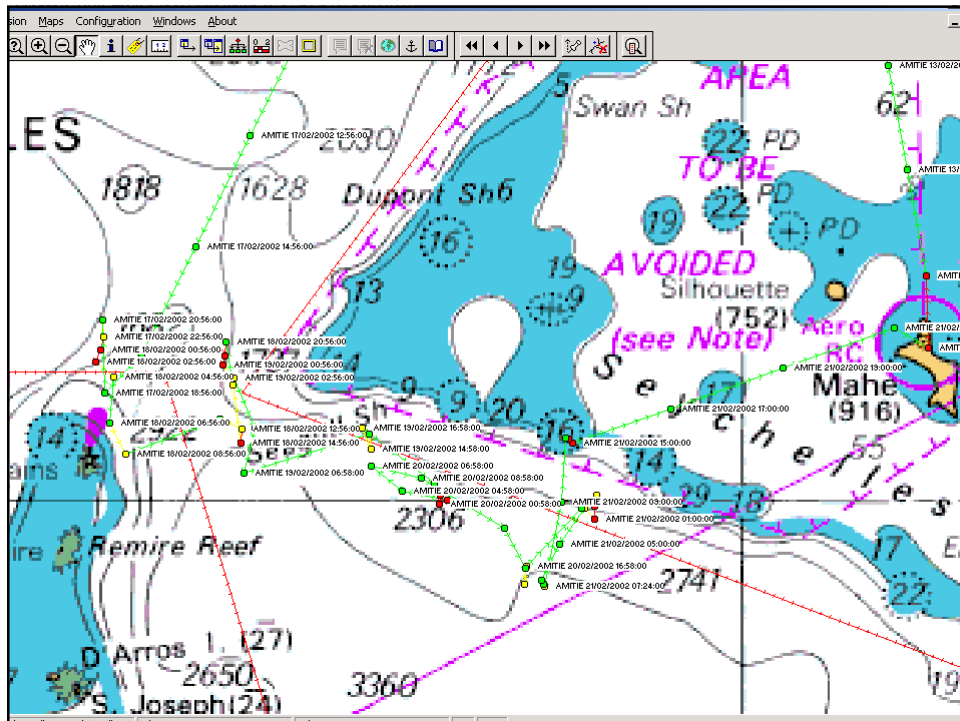 sion Maps Configuration Windows About
AREA
AMITIE 13/02/20
Swan Sh
62
5
LES
AMITIE 17/02/2002 12:56:00
2030
22 PD
TO BE
AMITIE 13/
1818
1628
Dupont Sh 6
22 PD
19
PD
16
AMITIE 17/02/2002 14:56:00
AVOIDED
19
AMITIE
13
9
Silhouette
(752)
AMITIE 17/02/2002 20:56:00
Aero
AMITIE 21/02/
AMITIE 17/02/2002 22:56:00
(see Note)
AMITIE 18/02/2002 20:56:00
AMITIE 18/02/2002 00:56:00
RC
AMIT
AMITIE 18/02/2002 02:56:00
AMITIE 19/02/2002 00:56:00
14
AMITIE 21/02/2002 19:00:00
AMITIE 18/02/2002 04:56:00
AMITIE 19/02/2002 02:56:00
Mahe
(916)
AMITIE 17/02/2002 18:56:00
9
9
20
17
AMITIE 21/02/2002 17:00:00
Seychelles
AMITIE 18/02/2002 06:56:00
AMITIE 18/02/2002 12:56:00
Sh
AMITIE 19/02/2002 16:58:00
14
16
AMITIE 18/02/2002 14:56:00
AMITIE 21/02/2002 15:00:00
55
AMITIE 18/02/2002 08:56:00
AMITIE 19/02/2002 14:58:00
14
AMITIE 19/02/2002 06:58:00
AMITIE 20/02/2002 06:58:00
AMITIE 20/02/2002 08:58:00
AMITIE 20/02/2002 04:58:00
29
18
AMITIE 20/02/2002 00:58:00
AMITIE 21/02/2002 03:00:00
2306
AMITIE 21/02/2002 01:00:00
Remire Reef
AMITIE 21/02/2002 05:00:00
17
AMITIE 20/02/2002 16:58:00
2741
AMITIE 21/02/2002 07:24:00
22
D'Arros I. (27)
2650
3360
19
S. Joseph (24)